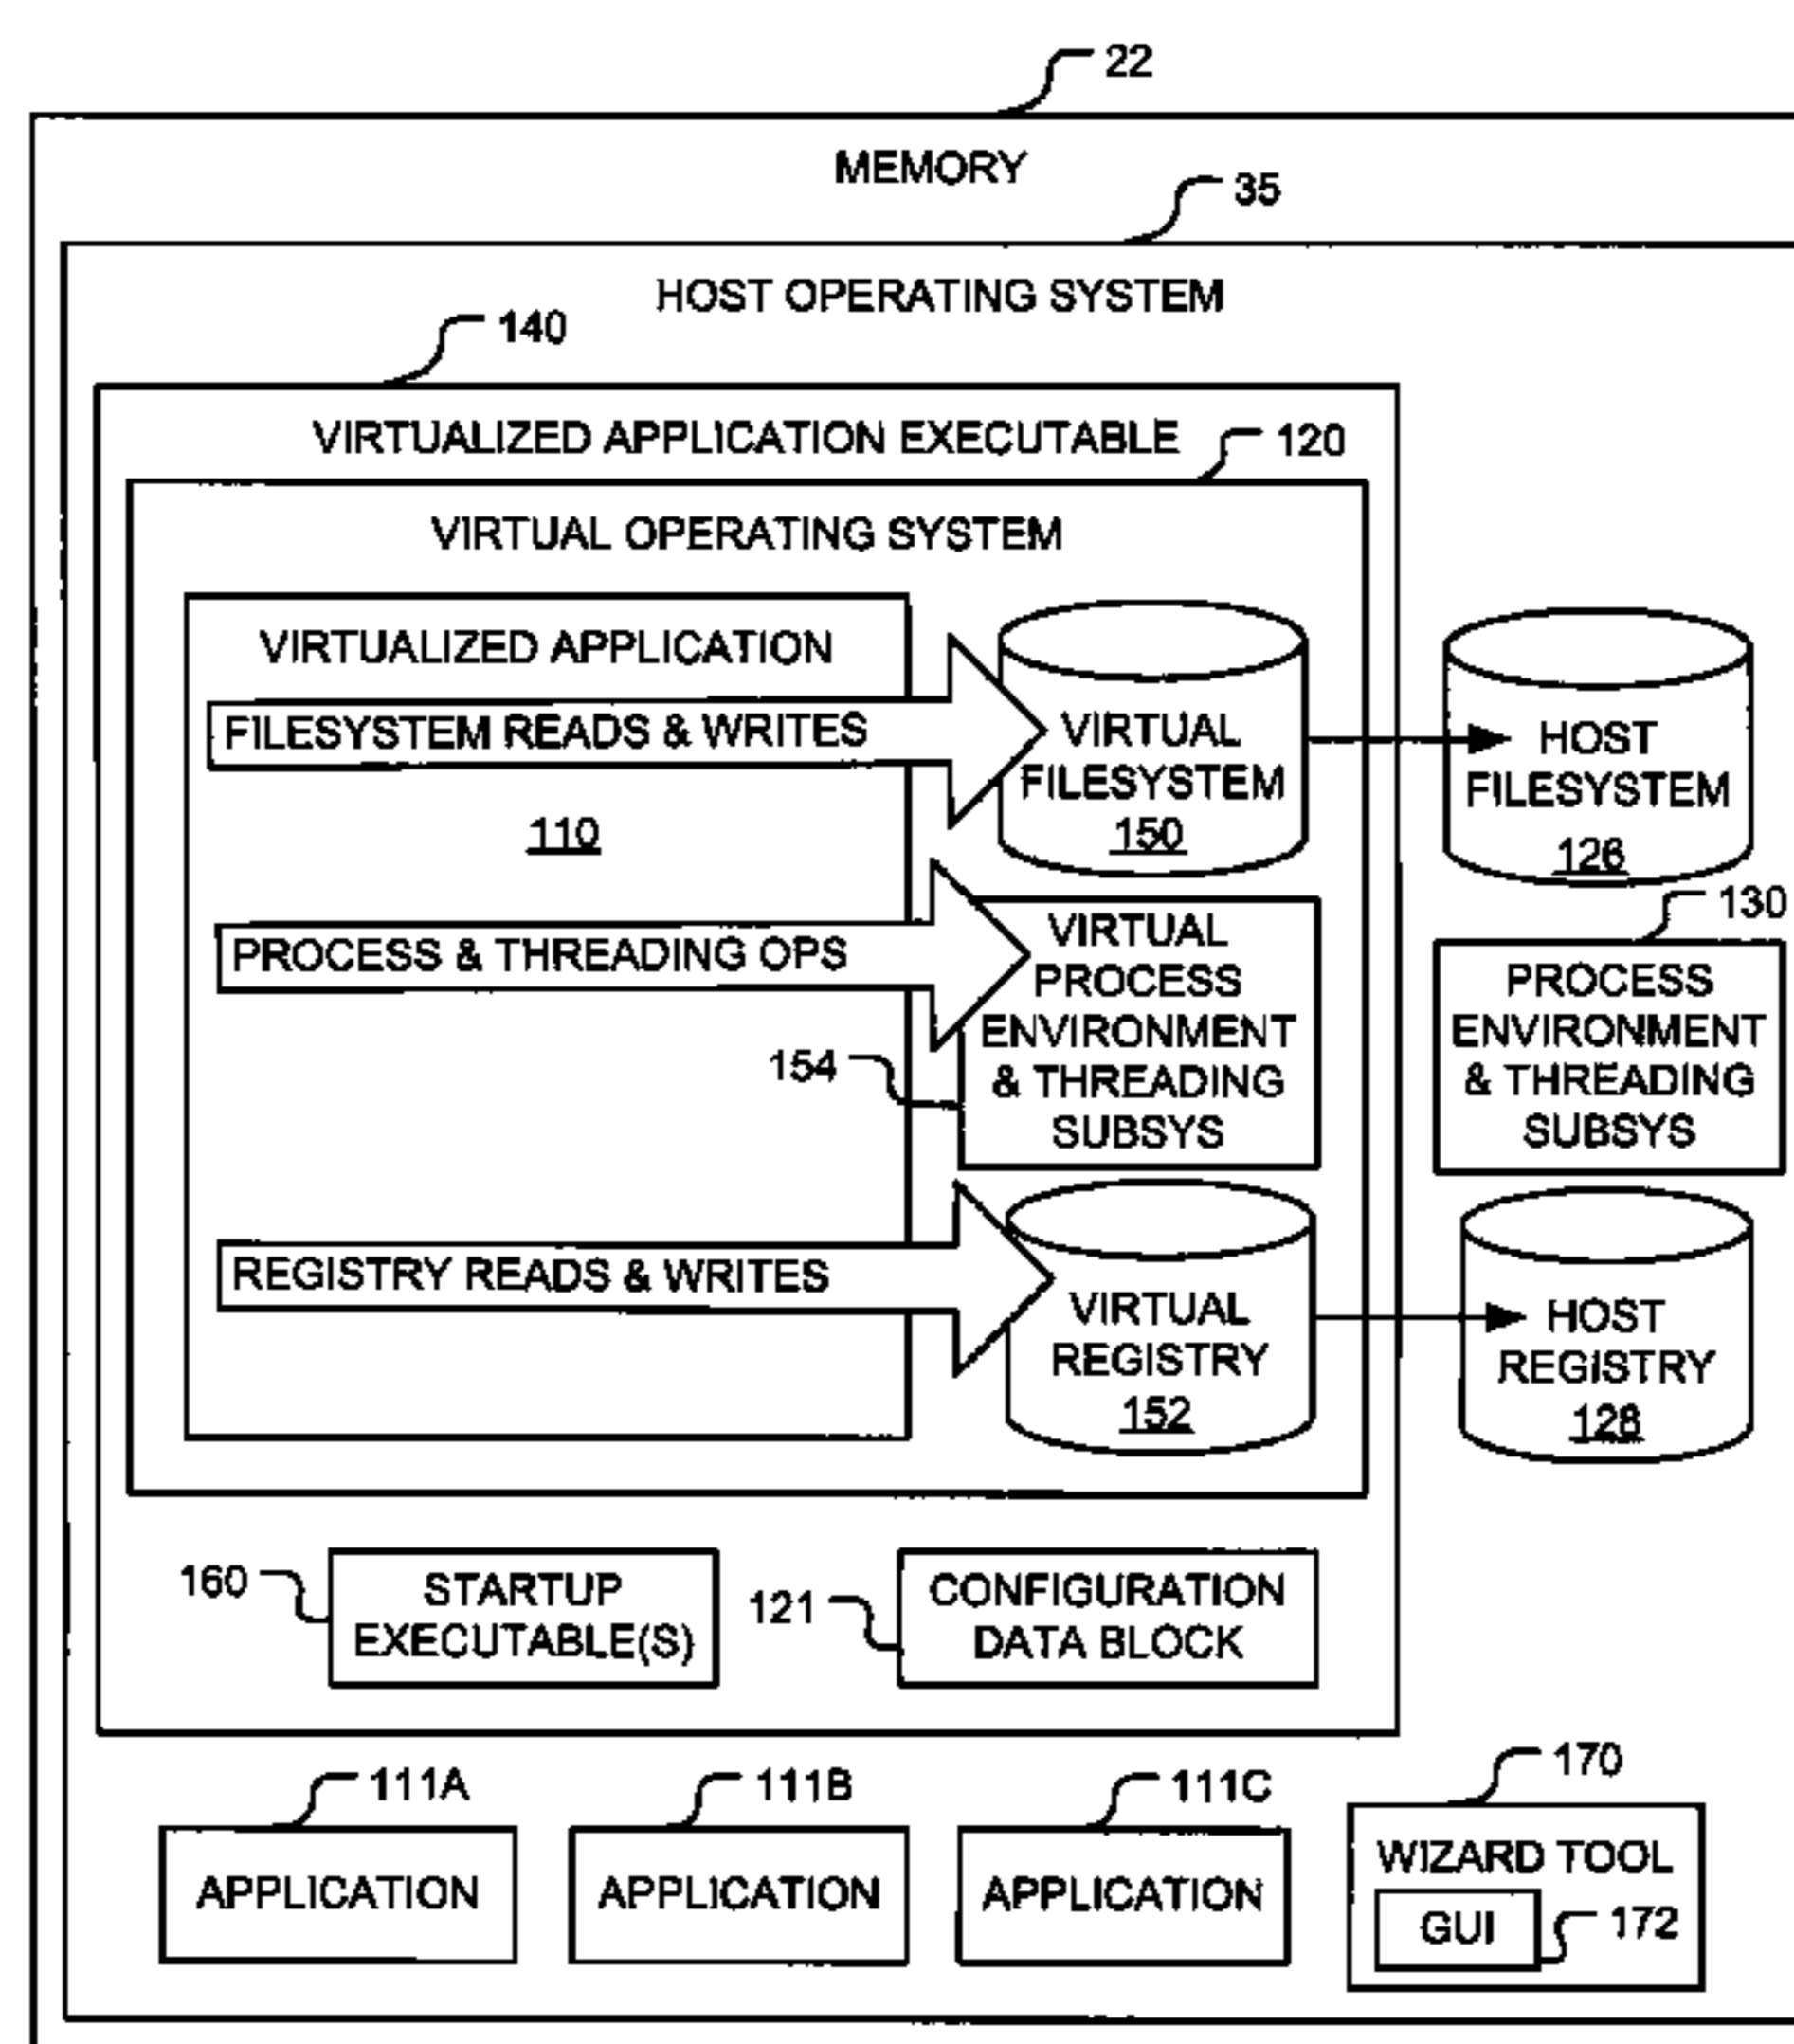 22
MEMORY
35
HOST OPERATING SYSTEM
140
VIRTUALIZED APPLICATION EXECUTABLE
120
VIRTUAL OPERATING SYSTEM
VIRTUALIZED APPLICATION
FILESYSTEM READS & WRITES
110
VIRTUAL
FILESYSTEM
150
HOST
FILESYSTEM
126
PROCESS & THREADING OPS
VIRTUAL
PROCESS
ENVIRONMENT
& THREADING
SUBSYS
154
130
PROCESS
ENVIRONMENT
& THREADING
SUBSYS
REGISTRY READS & WRITES
VIRTUAL
REGISTRY
152
HOST
REGISTRY
128
160
STARTUP
EXECUTABLE(S)
121
CONFIGURATION
DATA BLOCK
111A
APPLICATION
111B
APPLICATION
111C
APPLICATION
170
WIZARD TOOL
GUI
172